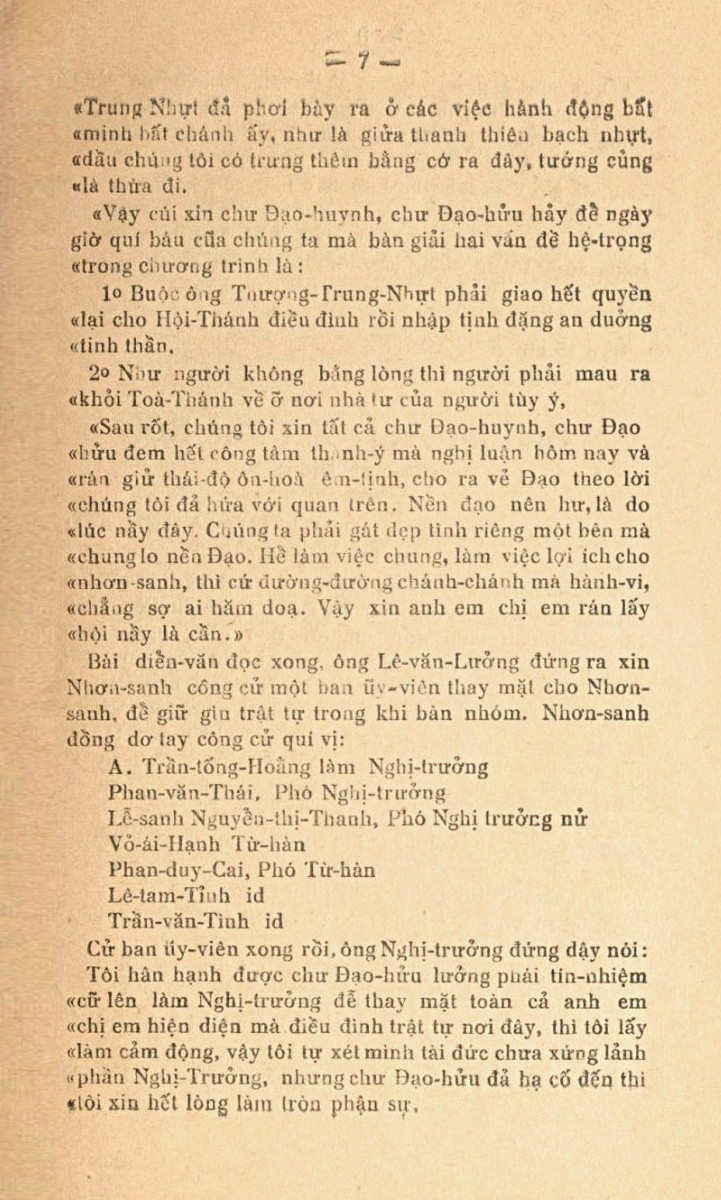 — 7 —
«Trung Nhựt đả phơi bày ra ở các việc hành động bất
«minh bất chánh ấy, như là giữa thanh thiên bạch nhựt,
«dầu chúng tôi có trưng thêm bằng cớ ra đây, tưởng củng
«là thừa đi.
«Vậy cúi xin chư Đạo-huynh, chư Đạo-hửu hảy để ngày
giờ quí báu của chúng ta mà bàn giải hai vấn đề hệ-trọng
«trong chương trình là :
1o Buộc ông Thượng-Trung-Nhựt phải giao hết quyền
«lại cho Hội-Thánh điều đình rồi nhập tịnh đặng an duởng
«tinh thần.
2o Như người không bằng lòng thì người phải mau ra
«khỏi Toà-Thánh về ở nơi nhà tư của người tùy ý,
«Sau rốt, chúng tôi xin tất cả chư Đạo-huynh, chư Đạo
«hửu đem hết công tâm thanh-ý mà nghị luận hôm nay và
«rán giử thái-độ ôn-hoà êm-tịnh, cho ra vẻ Đạo theo lời
«chúng tôi đả hứa với quan trên. Nền đạo nên hư, là do
«lúc nầy đây. Chúng ta phải gát dẹp tình riêng một bên mà
«chung lo nền Đạo. Hề làm việc chung, làm việc lợi ích cho
«nhơn-sanh, thì cứ đường-đường chánh-chánh mà hành-vi,
«chẳng sợ ai hăm doạ. Vậy xin anh em chị em rán lấy
«hội nầy là cần.»
Bài diển-văn đọc xong, ông Lê-văn-Lưởng đứng ra xin
Nhơn-sanh công cử một ban ũy-viên thay mặt cho Nhơn-
sanh, để giữ gìn trật tự trong khi bàn nhóm. Nhơn-sanh
đồng dơ tay công cử quí vị:
A. Trần-tống-Hoằng làm Nghị-trưởng
Phan-văn-Thái, Phó Nghị-trưởng
Lễ-sanh Nguyễn-thị-Thanh, Phó Nghị trưởng nử
Vỏ-ái-Hạnh Từ-hàn
Phan-duy-Cai, Phó Từ-hàn
Lê-tam-Tỉnh id
Trần-văn-Tình id
Cử ban ũy-viên xong rồi, ông Nghị-trưởng đứng dậy nói :
Tôi hân hạnh được chư Đạo-hửu lưởng phái tín-nhiệm
«cữ lên làm Nghị-trưởng để thay mặt toàn cả anh em
«chị em hiện diện mà điều đình trật tự nơi đây, thì tôi lấy
«làm cảm động, vậy tôi tự xét mình tài đức chưa xứng lảnh
«phần Nghị-Trưởng, nhưng chư Đạo-hửu đả hạ cố đến thì
«tôi xin hết lòng làm tròn phận sự.